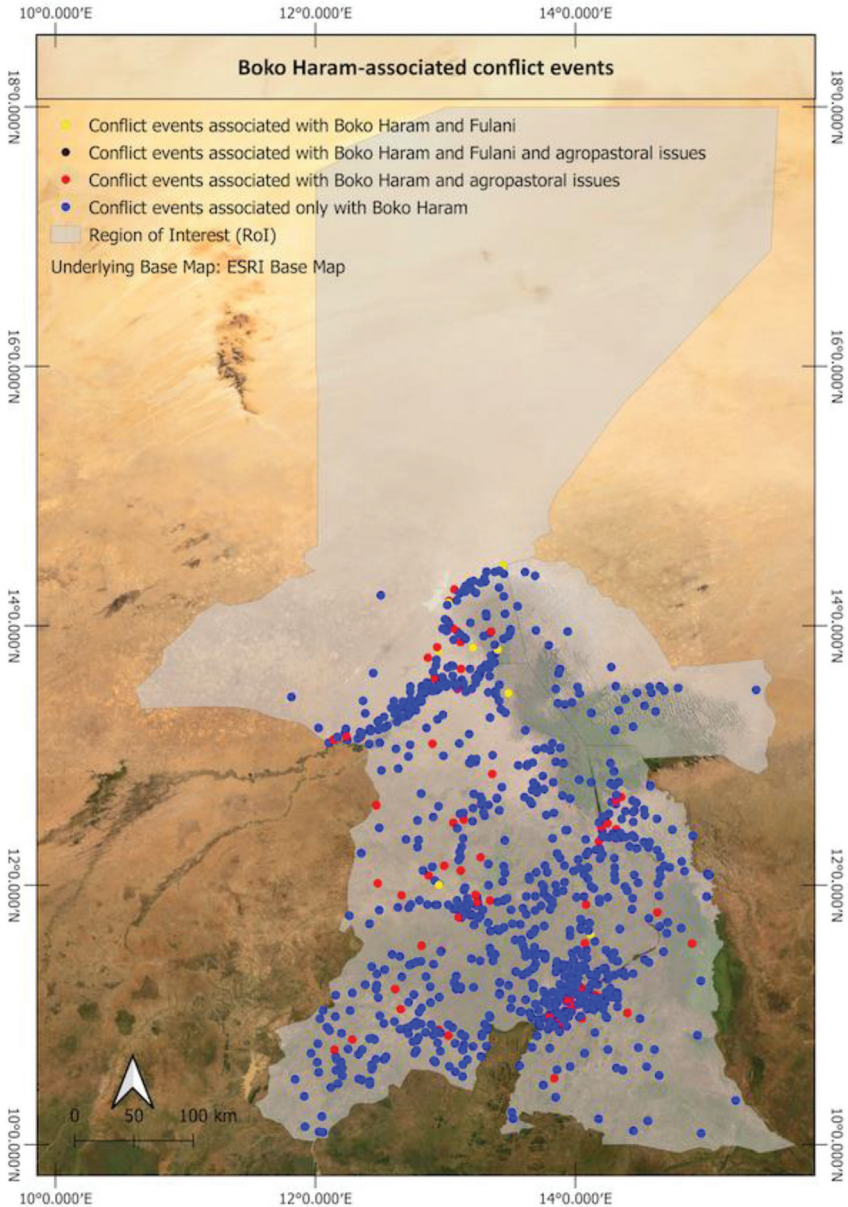 10°0.000′E 12°0.000′E 14°0.000′E
Boko Haram-associated conflict events
18°0.000′N 18°0.000′N
Conflict events associated with Boko Haram and Fulani
Conflict events associated with Boko Haram and Fulani and agropastoral issues
Conflict events associated with Boko Haram and agropastoral issues
Conflict events associated only with Boko Haram
Region of Interest (RoI)
Underlying Base Map: ESRI Base Map
16°0.000′N 16°0.000′N
14°0.000′N 14°0.000′N
12°0.000′N 12°0.000′N
0 50 100 km
10°0.000′N 10°0.000′N
10°0.000′E 12°0.000′E 14°0.000′E